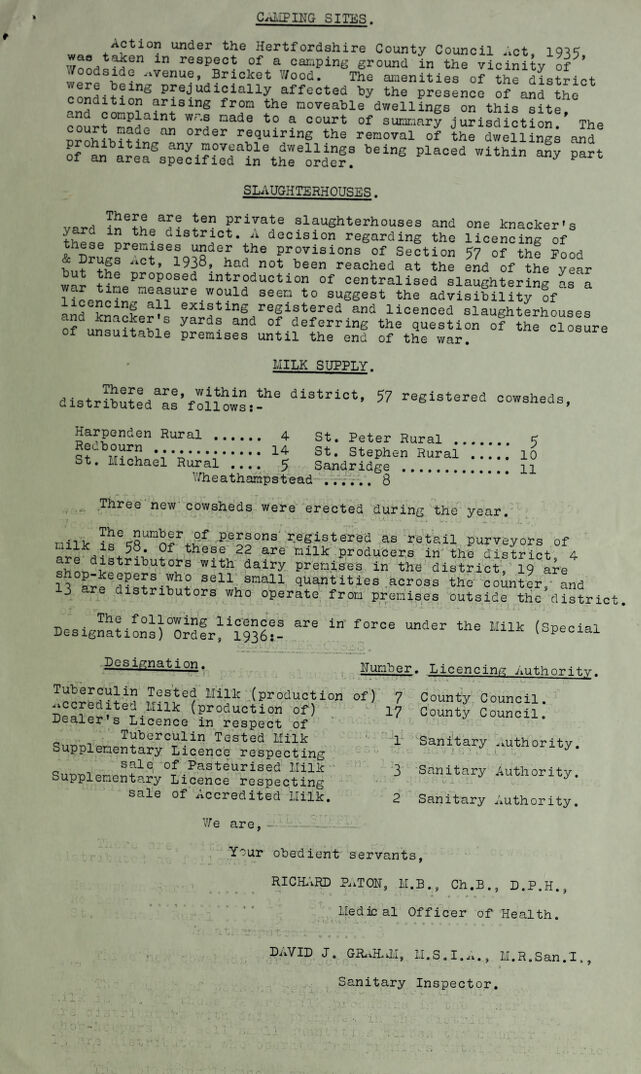 CAMPING SITES.
Action under the Hertfordshire County Council Act, 1935,
was taken in respect of a camping ground in the vicinity of
Woodside Avenue, Bricket Wood. The amenities of the district
were being prejudicially affected by the presence of and the
condition arising from the moveable dwellings on this site,
and complaint was made to a court of summary jurisdiction. The
court made an order requiring the removal of the dwellings and
prohibiting any moveable dwellings being placed within any part
of an area specified in the order.
SLAUGHTERHOUSES.
There are ten private slaughterhouses and one knacker's
yard in the district. A decision regarding the licencing of
these premises under the provisions of Section 57 of the Food
& Drugs Act, 1938, had not been reached at the end of the year
but the proposed introduction of centralised slaughtering as a
war time measure would seem to suggest the advisibility of
licencing all existing registered and licenced slaughterhouses
and knacker's yards and of deferring the question of the closure
of unsuitable premises until the end of the war.
MILK SUPPLY.
There are, within the district, 57 registered cowsheds,
distributed as follows:-
Harpenden Rural ...... 4 St. Peter Rural ....... 5
Redbourn ............. 14 St. Stephen Rural ..... 10
St. Michael Rural .... 5 Sandridge ............. 11
Wheathampstead ...... 8
Three new cowsheds were erected during the year.
The number of persons registered as retail purveyors of
milk is 58. Of these 22 are milk producers in the district, 4
are distributors with dairy premises in the district, 19 are
shop-keepers who sell small quantities across the counter, and
13 are distributors who operate from premises outside the district.
The following licences are in force under the Milk (Special
Designations) Order, 1936:-
Designation. Number. Licencing Authority.
Tuberculin Tested Milk (production of) 7 County Council.
Accredited Milk (production of) 17 County Council.
Dealer's Licence in respect of
Tuberculin Tested Milk 1 Sanitary Authority.
Supplementary Licence respecting
sale of Pasteurised Milk 3 Sanitary Authority.
Supplementary Licence respecting
sale of Accredited Milk. 2 Sanitary Authority.
We are,
Your obedient servants,
RICHARD PATON, M.B., Ch.B., D.P.H.,
Medical Officer of Health.
DAVID J. GRAHAM, M.S.I.A., M.R.San.I.,
Sanitary Inspector.